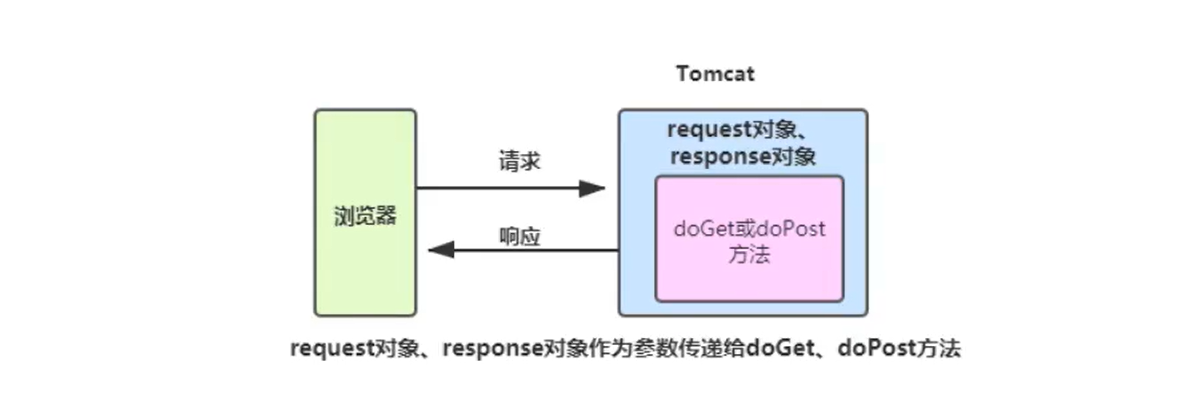 Tomcat
request对象、
response对象
请求
浏览器
doGet或doPost
方法
响应
request对象、response对象作为参数传递给doGet、doPost方法